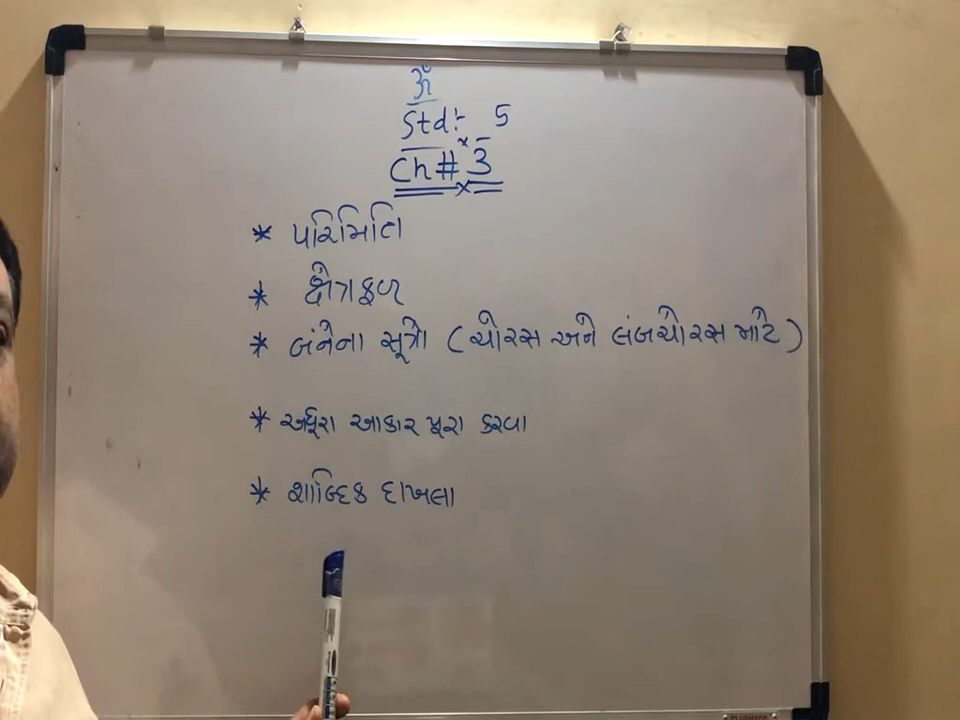 ૐ
Std:- 5
Ch# 3
* પરિમિતિ
* ક્ષેત્રફળ
* બંનેના સૂત્રો (ચોરસ અને લંબચોરસ માટે)
* અધૂરા આકાર પૂરા કરવા
* શાબ્દિક દાખલા